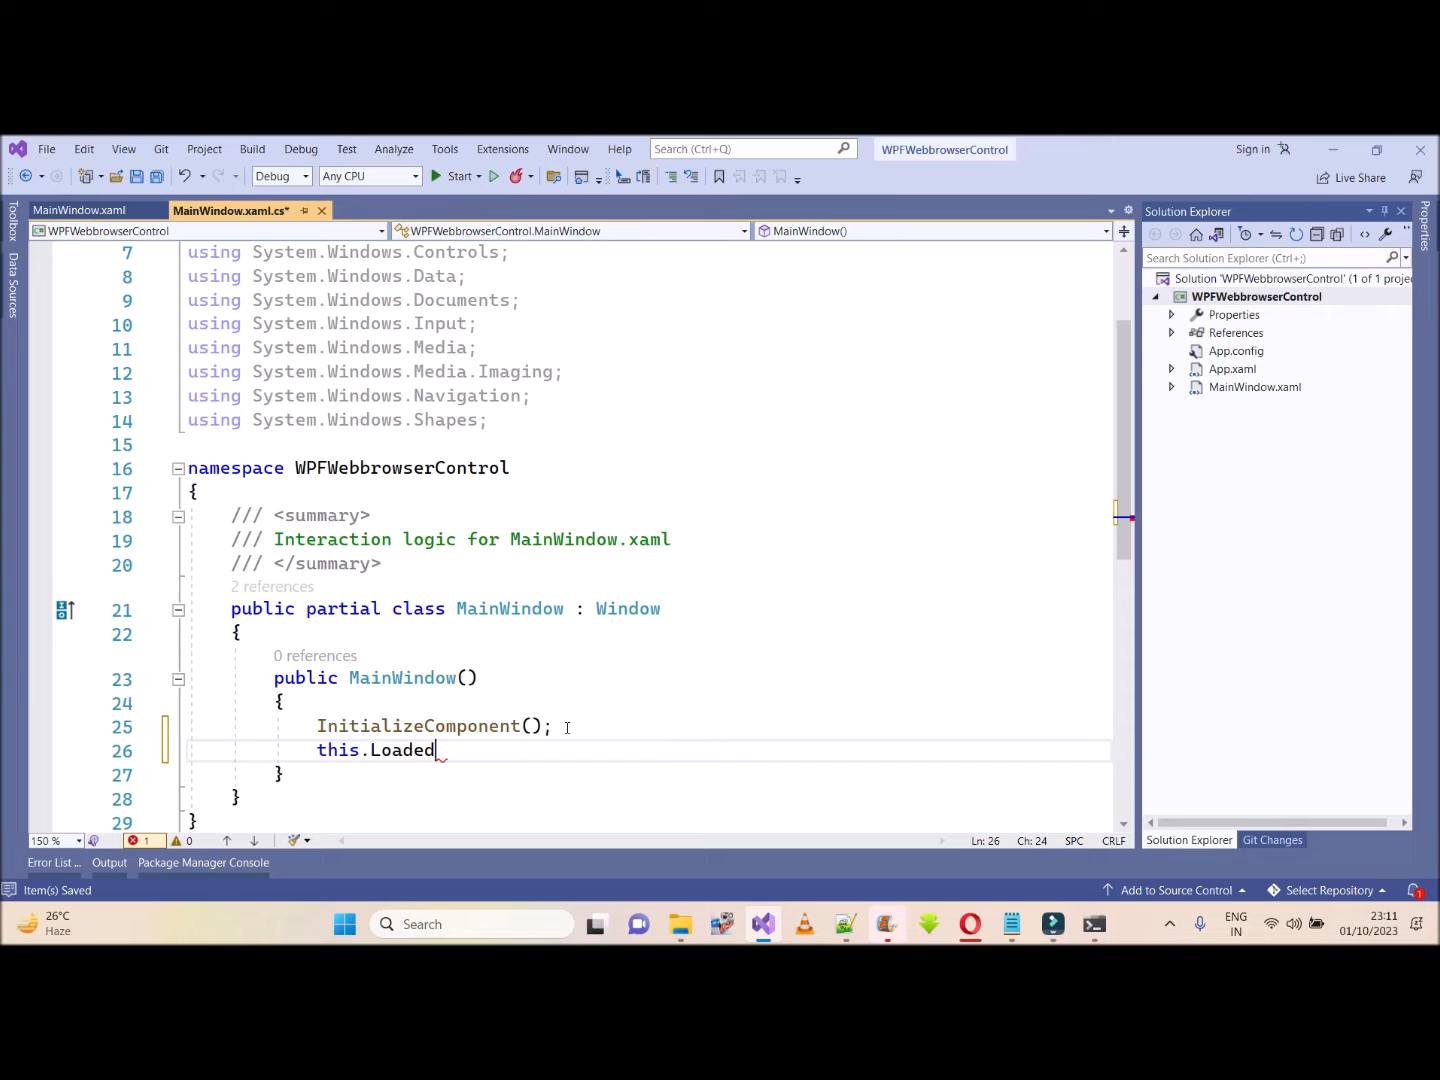 File Edit View Git Project Build Debug Test Analyze Tools Extensions Window Help Search (Ctrl+Q) WPFWebbrowserControl Sign in
Debug Any CPU Start Live Share
MainWindow.xaml MainWindow.xaml.cs*
WPFWebbrowserControl WPFWebbrowserControl.MainWindow MainWindow()
Toolbox
Data Sources
7 using System.Windows.Controls;
8 using System.Windows.Data;
9 using System.Windows.Documents;
10 using System.Windows.Input;
11 using System.Windows.Media;
12 using System.Windows.Media.Imaging;
13 using System.Windows.Navigation;
14 using System.Windows.Shapes;
15
16 namespace WPFWebbrowserControl
17 {
18 /// <summary>
19 /// Interaction logic for MainWindow.xaml
20 /// </summary>
2 references
21 public partial class MainWindow : Window
22 {
0 references
23 public MainWindow()
24 {
25 InitializeComponent();
26 this.Loaded
27 }
28 }
29 }
150 % 1 0 Ln: 26 Ch: 24 SPC CRLF
Error List ... Output Package Manager Console
Solution Explorer
Search Solution Explorer (Ctrl+;)
Solution 'WPFWebbrowserControl' (1 of 1 projec
WPFWebbrowserControl
Properties
References
App.config
App.xaml
MainWindow.xaml
Solution Explorer Git Changes
Properties
Item(s) Saved Add to Source Control Select Repository 1
26°C
Haze
Search
ENG
IN
23:11
01/10/2023